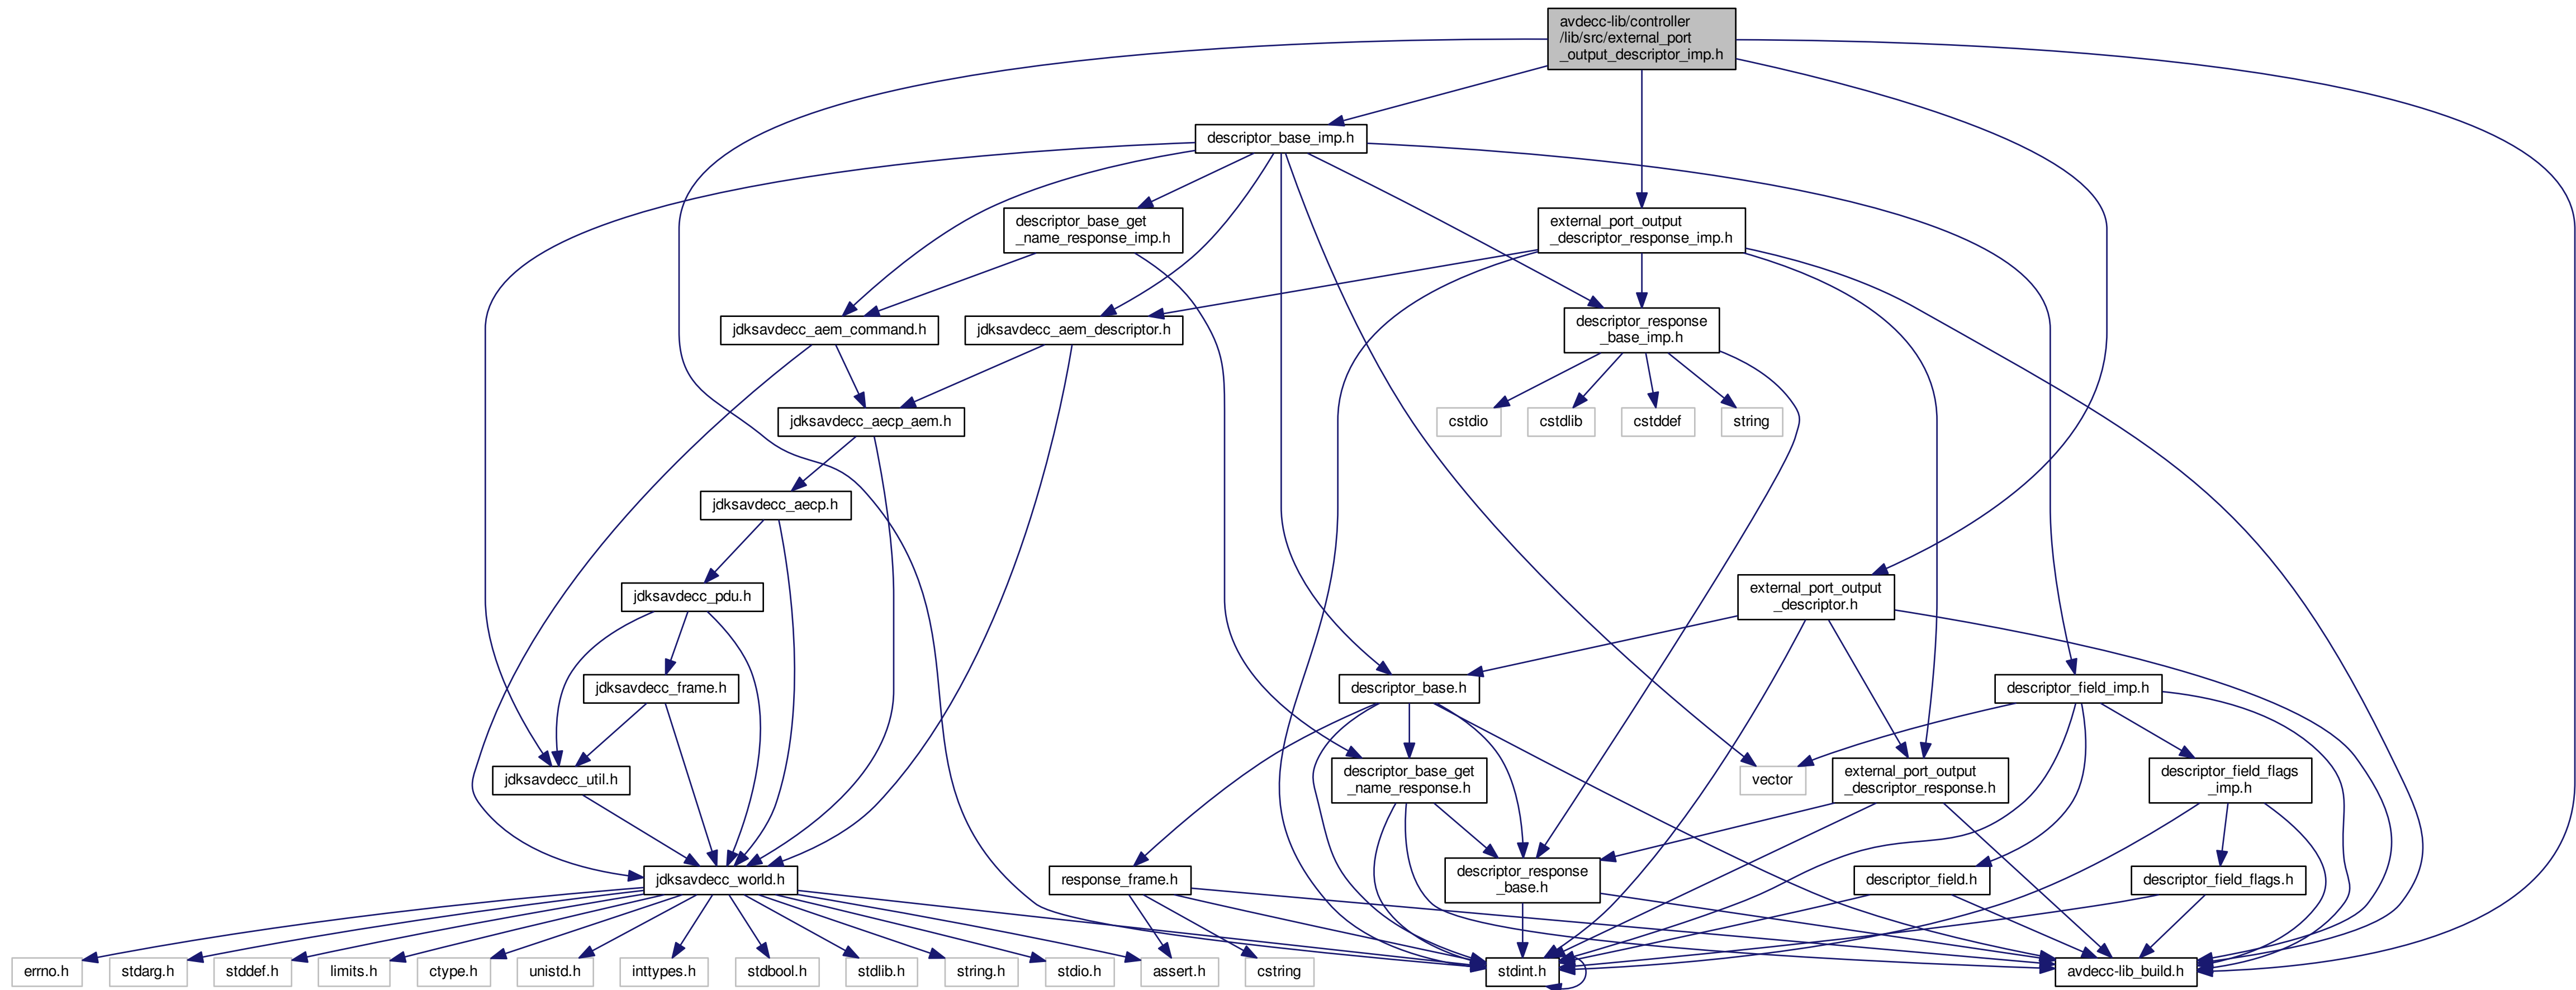 avdecc-lib/controller
/lib/src/external_port
_output_descriptor_imp.h
descriptor_base_imp.h
descriptor_base_get
_name_response_imp.h
external_port_output
_descriptor_response_imp.h
jdksavdecc_aem_command.h
jdksavdecc_aem_descriptor.h
descriptor_response
_base_imp.h
jdksavdecc_aecp_aem.h
cstdio
cstdlib
cstddef
string
jdksavdecc_aecp.h
jdksavdecc_pdu.h
external_port_output
_descriptor.h
jdksavdecc_frame.h
descriptor_base.h
descriptor_field_imp.h
jdksavdecc_util.h
descriptor_base_get
_name_response.h
vector
external_port_output
_descriptor_response.h
descriptor_field_flags
_imp.h
jdksavdecc_world.h
response_frame.h
descriptor_response
_base.h
descriptor_field.h
descriptor_field_flags.h
errno.h
stdarg.h
stddef.h
limits.h
ctype.h
unistd.h
inttypes.h
stdbool.h
stdlib.h
string.h
stdio.h
assert.h
cstring
stdint.h
avdecc-lib_build.h